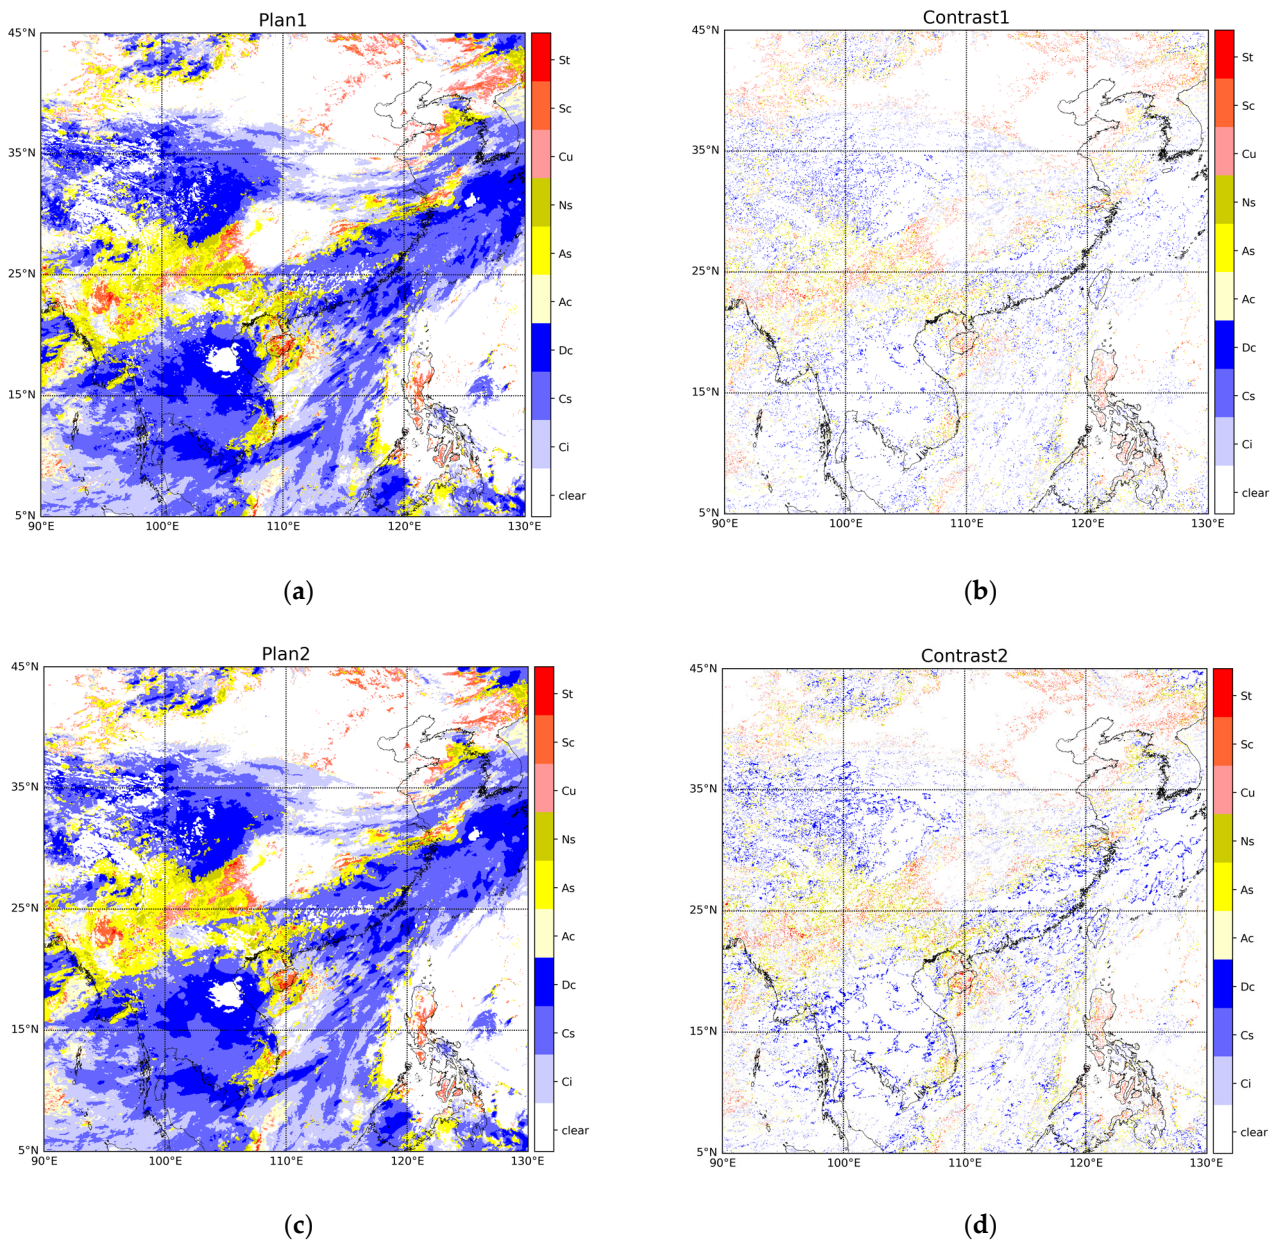 Plan1
45°N
35°N
25°N
15°N
5°N
90°E 100°E 110°E 120°E 130°E
St
Sc
Cu
Ns
As
Ac
Dc
Cs
Ci
clear
(a)
Contrast1
45°N
35°N
25°N
15°N
5°N
90°E 100°E 110°E 120°E 130°E
St
Sc
Cu
Ns
As
Ac
Dc
Cs
Ci
clear
(b)
Plan2
45°N
35°N
25°N
15°N
5°N
90°E 100°E 110°E 120°E 130°E
St
Sc
Cu
Ns
As
Ac
Dc
Cs
Ci
clear
(c)
Contrast2
45°N
35°N
25°N
15°N
5°N
90°E 100°E 110°E 120°E 130°E
St
Sc
Cu
Ns
As
Ac
Dc
Cs
Ci
clear
(d)